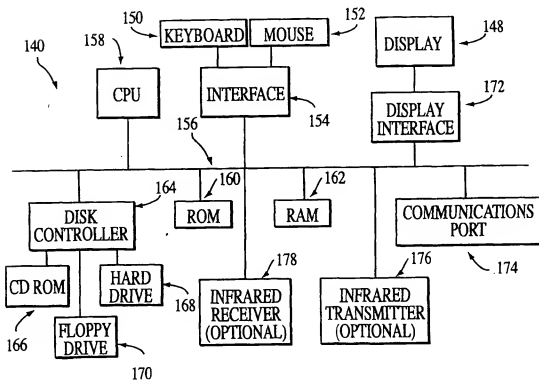 150
KEYBOARD
MOUSE
152
158
140
CPU
INTERFACE
154
DISPLAY
148
172
DISPLAY
INTERFACE
156
164
160
162
DISK
CONTROLLER
ROM
RAM
COMMUNICATIONS
PORT
174
CD ROM
166
HARD
DRIVE
168
FLOPPY
DRIVE
170
178
INFRARED
RECEIVER
(OPTIONAL)
176
INFRARED
TRANSMITTER
(OPTIONAL)